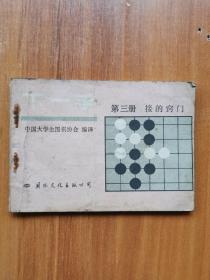 第三册 接的窍门
中国大学生围棋协会 编译
国际文化出版公司